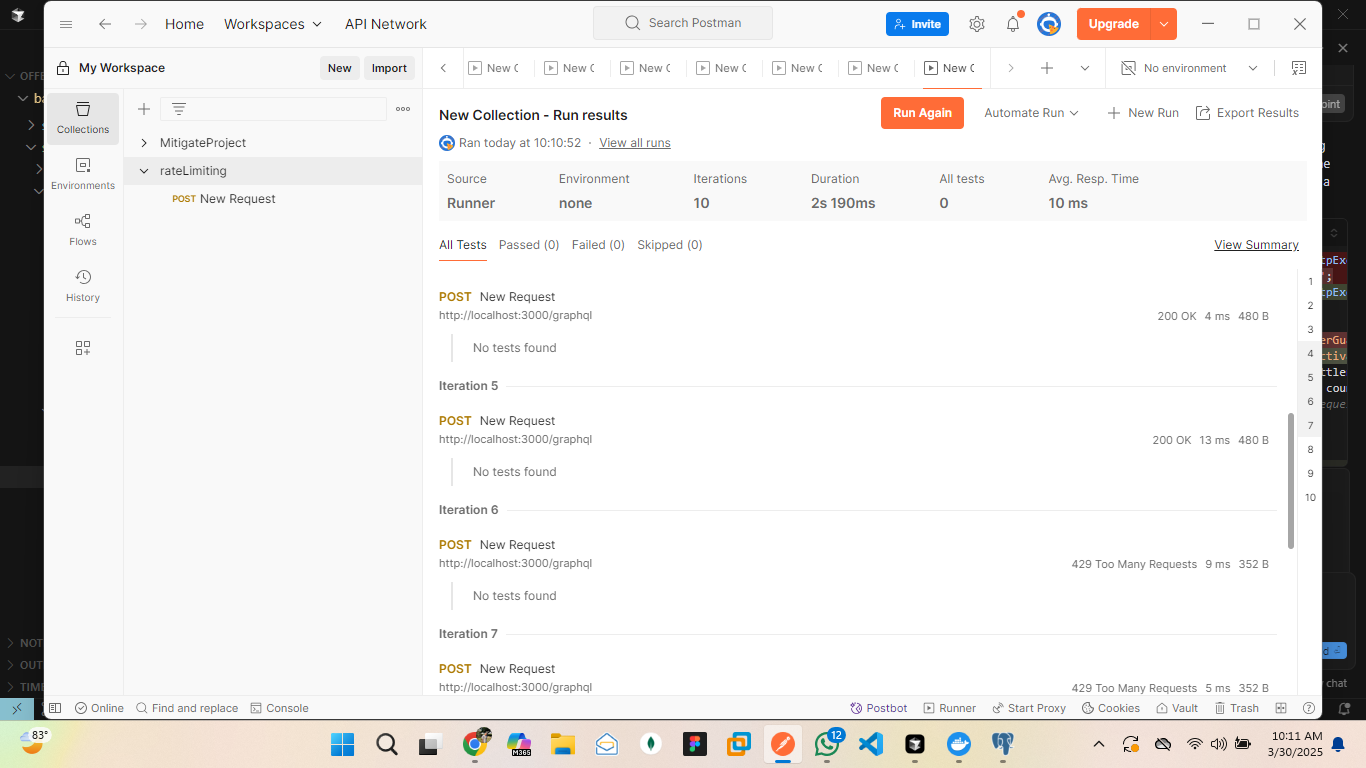 Home
Workspaces
API Network
Search Postman
Invite
Upgrade
My Workspace
New
Import
New C
New C
New C
New C
New C
New C
New C
No environment
OFFE
ba
Collections
Environments
Flows
History
MitigateProject
rateLimiting
POST New Request
New Collection - Run results
Run Again
Automate Run
New Run
Export Results
Ran today at 10:10:52 · View all runs
Source Environment Iterations Duration All tests Avg. Resp. Time
Runner none 10 2s 190ms 0 10 ms
All Tests Passed (0) Failed (0) Skipped (0) View Summary
POST New Request
http://localhost:3000/graphql
200 OK 4 ms 480 B
No tests found
Iteration 5
POST New Request
http://localhost:3000/graphql
200 OK 13 ms 480 B
No tests found
Iteration 6
POST New Request
http://localhost:3000/graphql
429 Too Many Requests 9 ms 352 B
No tests found
Iteration 7
POST New Request
http://localhost:3000/graphql
429 Too Many Requests 5 ms 352 B
1
2
3
4
5
6
7
8
9
10
NOT
OUT
TIME
Online
Find and replace
Console
Postbot
Runner
Start Proxy
Cookies
Vault
Trash
chat
83°
M365
12
10:11 AM
3/30/2025